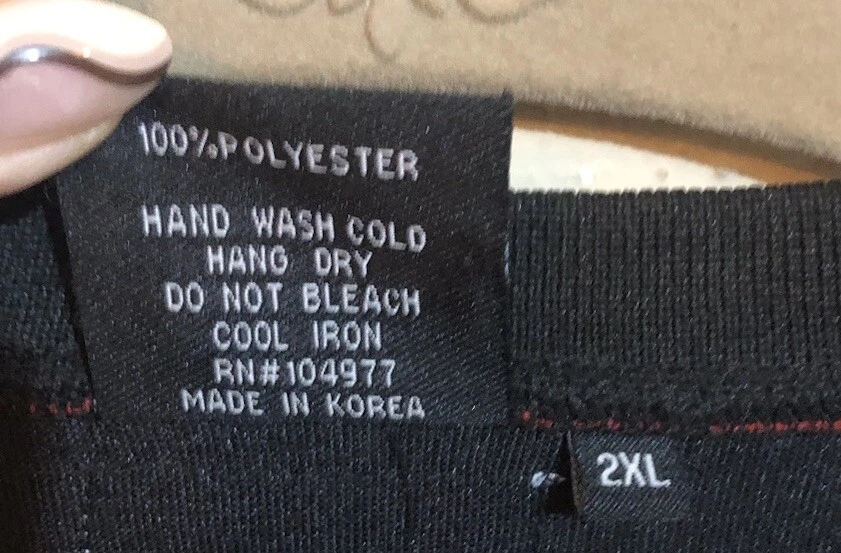 100%POLYESTER
HAND WASH COLD
HANG DRY
DO NOT BLEACH
COOL IRON
RN#104977
MADE IN KOREA
2XL